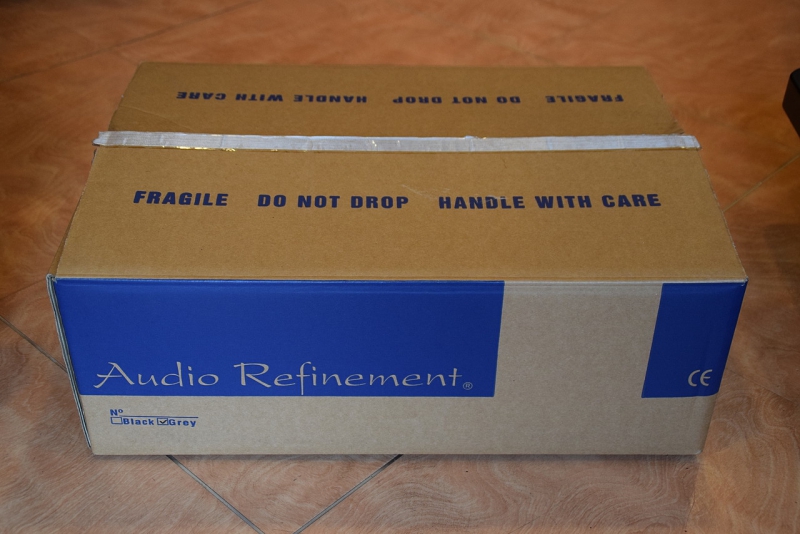 FRAGILE DO NOT DROP HANDLE WITH CARE
FRAGILE DO NOT DROP HANDLE WITH CARE
Audio Refinement®
CE
Nº
☐Black ☑Grey